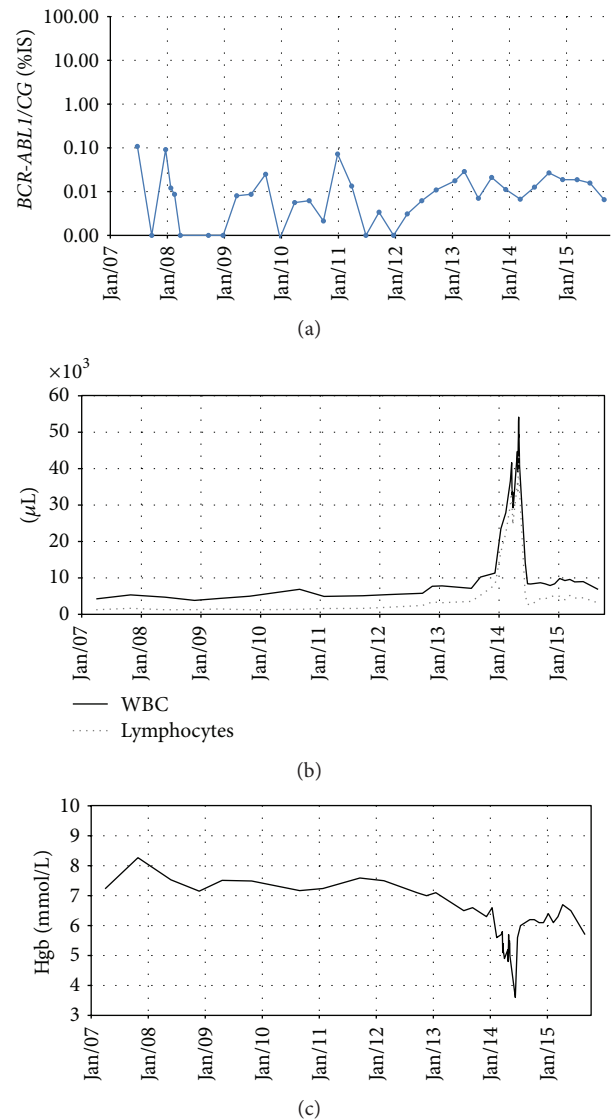 100.00
10.00
1.00
0.10
0.01
0.00
BCR-ABL1/CG (%IS)
Jan/07
Jan/08
Jan/09
Jan/10
Jan/11
Jan/12
Jan/13
Jan/14
Jan/15
(a)
×10³
60
50
40
30
20
10
0
(μL)
Jan/07
Jan/08
Jan/09
Jan/10
Jan/11
Jan/12
Jan/13
Jan/14
Jan/15
WBC
Lymphocytes
(b)
10
9
8
7
6
5
4
3
Hgb (mmol/L)
Jan/07
Jan/08
Jan/09
Jan/10
Jan/11
Jan/12
Jan/13
Jan/14
Jan/15
(c)